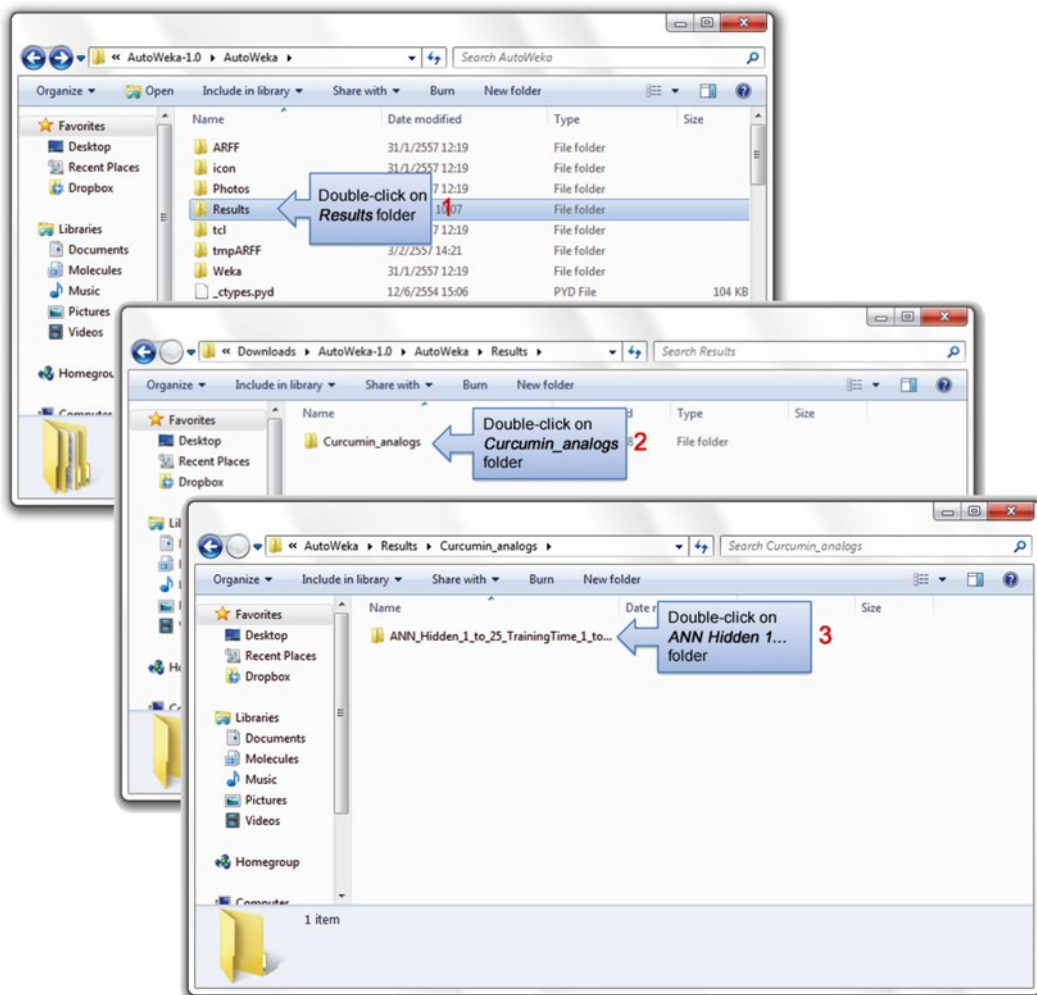 « AutoWeka-1.0 ▸ AutoWeka ▸ Search AutoWeka
Organize ▾ Open Include in library ▾ Share with ▾ Burn New folder
Favorites
Desktop
Recent Places
Dropbox
Libraries
Documents
Molecules
Music
Pictures
Videos
Name Date modified Type Size
ARFF 31/1/2557 12:19 File folder
icon 31/1/2557 12:19 File folder
Photos 12:19 File folder
Results 10:07 File folder
tcl 12:19 File folder
tmpARFF 3/2/2557 14:21 File folder
Weka 31/1/2557 12:19 File folder
_ctypes.pyd 12/6/2554 15:06 PYD File 104 KB
Double-click on
Results folder
1
« Downloads ▸ AutoWeka-1.0 ▸ AutoWeka ▸ Results ▸ Search Results
Organize ▾ Include in library ▾ Share with ▾ Burn New folder
Favorites
Desktop
Recent Places
Dropbox
Name Type Size
Curcumin_analogs File folder
Double-click on
Curcumin_analogs
folder
2
« AutoWeka ▸ Results ▸ Curcumin_analogs ▸ Search Curcumin_analogs
Organize ▾ Include in library ▾ Share with ▾ Burn New folder
Favorites
Desktop
Recent Places
Dropbox
Libraries
Documents
Molecules
Music
Pictures
Videos
Homegroup
Computer
Name Size
ANN_Hidden_1_to_25_TrainingTime_1_to...
Double-click on
ANN Hidden 1...
folder
3
1 item